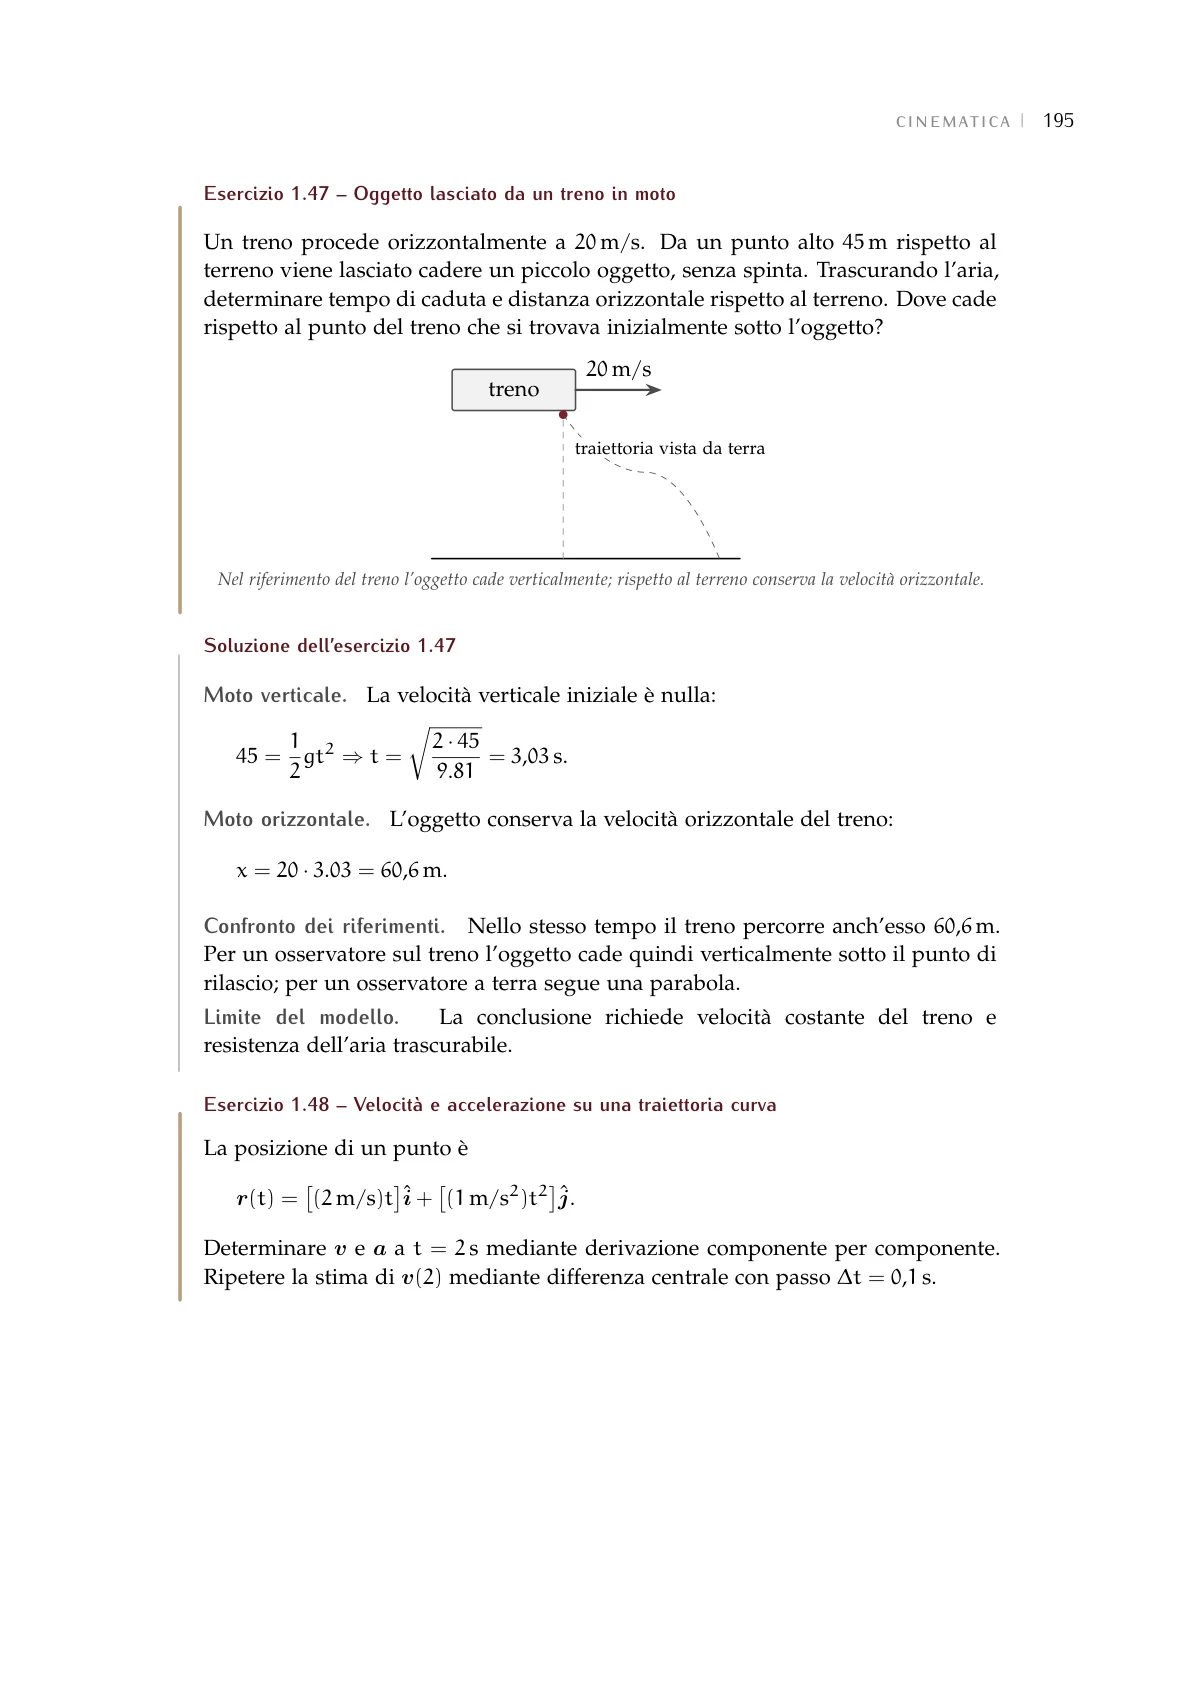 CINEMATICA | 195
Esercizio 1.47 – Oggetto lasciato da un treno in moto
Un treno procede orizzontalmente a 20 m/s. Da un punto alto 45 m rispetto al
terreno viene lasciato cadere un piccolo oggetto, senza spinta. Trascurando l'aria,
determinare tempo di caduta e distanza orizzontale rispetto al terreno. Dove cade
rispetto al punto del treno che si trovava inizialmente sotto l'oggetto?
20 m/s
treno
traiettoria vista da terra
Nel riferimento del treno l'oggetto cade verticalmente; rispetto al terreno conserva la velocità orizzontale.
Soluzione dell'esercizio 1.47
Moto verticale. La velocità verticale iniziale è nulla:
45 = 1/2 gt² ⇒ t = √(2 · 45 / 9.81) = 3,03 s.
Moto orizzontale. L'oggetto conserva la velocità orizzontale del treno:
x = 20 · 3.03 = 60,6 m.
Confronto dei riferimenti. Nello stesso tempo il treno percorre anch'esso 60,6 m.
Per un osservatore sul treno l'oggetto cade quindi verticalmente sotto il punto di
rilascio; per un osservatore a terra segue una parabola.
Limite del modello. La conclusione richiede velocità costante del treno e
resistenza dell'aria trascurabile.
Esercizio 1.48 – Velocità e accelerazione su una traiettoria curva
La posizione di un punto è
r(t) = [(2 m/s)t]î + [(1 m/s²)t²]ĵ.
Determinare v e a a t = 2 s mediante derivazione componente per componente.
Ripetere la stima di v(2) mediante differenza centrale con passo Δt = 0,1 s.